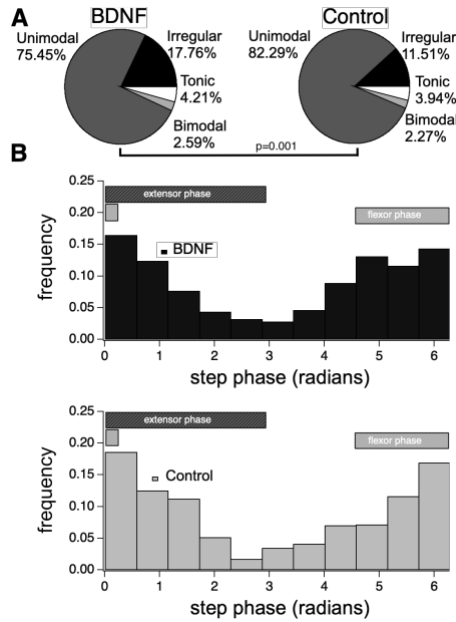 A
BDNF
Control
Unimodal
75.45%
Irregular
17.76%
Tonic
4.21%
Bimodal
2.59%
Unimodal
82.29%
Irregular
11.51%
Tonic
3.94%
Bimodal
2.27%
p=0.001
B
0.25
0.20
0.15
0.10
0.05
0.00
frequency
extensor phase
flexor phase
BDNF
0 1 2 3 4 5 6
step phase (radians)
0.25
0.20
0.15
0.10
0.05
0.00
frequency
extensor phase
flexor phase
Control
0 1 2 3 4 5 6
step phase (radians)